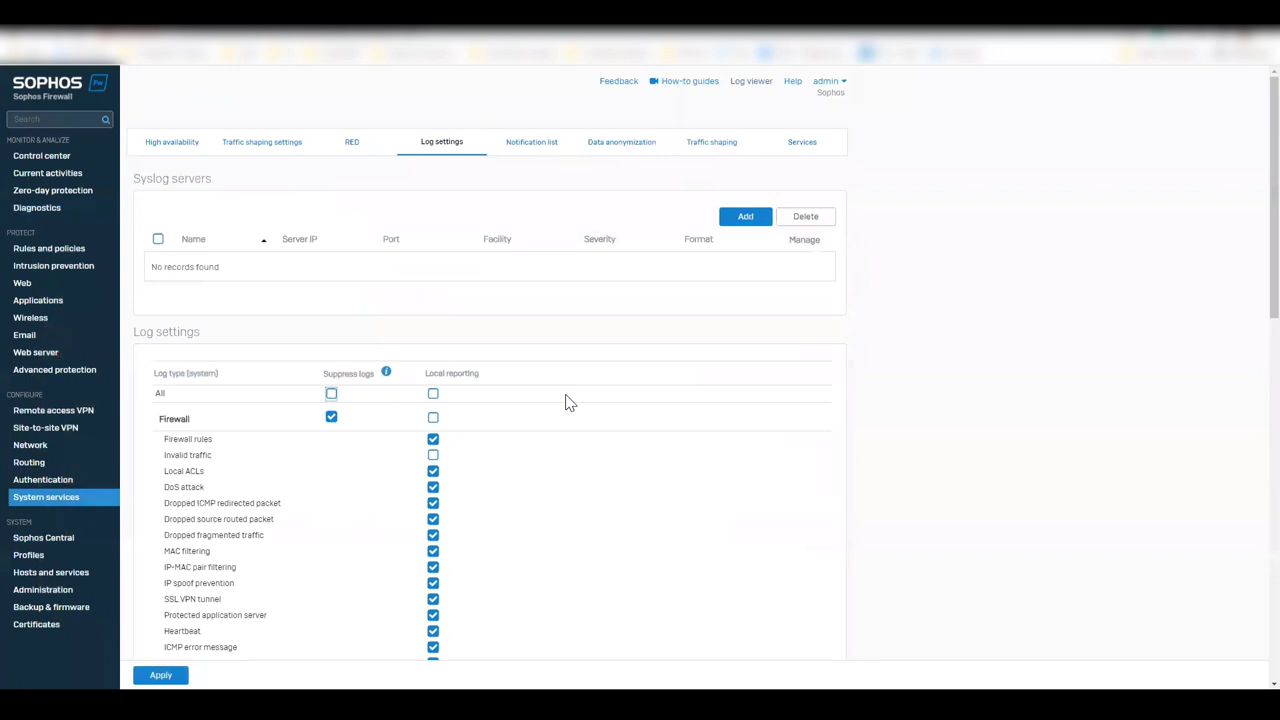 SOPHOS
Sophos Firewall
Search
MONITOR & ANALYZE
Control center
Current activities
Zero-day protection
Diagnostics
PROTECT
Rules and policies
Intrusion prevention
Web
Applications
Wireless
Email
Web server
Advanced protection
CONFIGURE
Remote access VPN
Site-to-site VPN
Network
Routing
Authentication
System services
SYSTEM
Sophos Central
Profiles
Hosts and services
Administration
Backup & firmware
Certificates
Feedback How-to guides Log viewer Help admin
Sophos
High availability Traffic shaping settings RED Log settings Notification list Data anonymization Traffic shaping Services
Syslog servers
Add Delete
Name Server IP Port Facility Severity Format Manage
No records found
Log settings
Log type (system) Suppress logs Local reporting
All
Firewall
Firewall rules
Invalid traffic
Local ACLs
DoS attack
Dropped ICMP redirected packet
Dropped source routed packet
Dropped fragmented traffic
MAC filtering
IP-MAC pair filtering
IP spoof prevention
SSL VPN tunnel
Protected application server
Heartbeat
ICMP error message
Apply